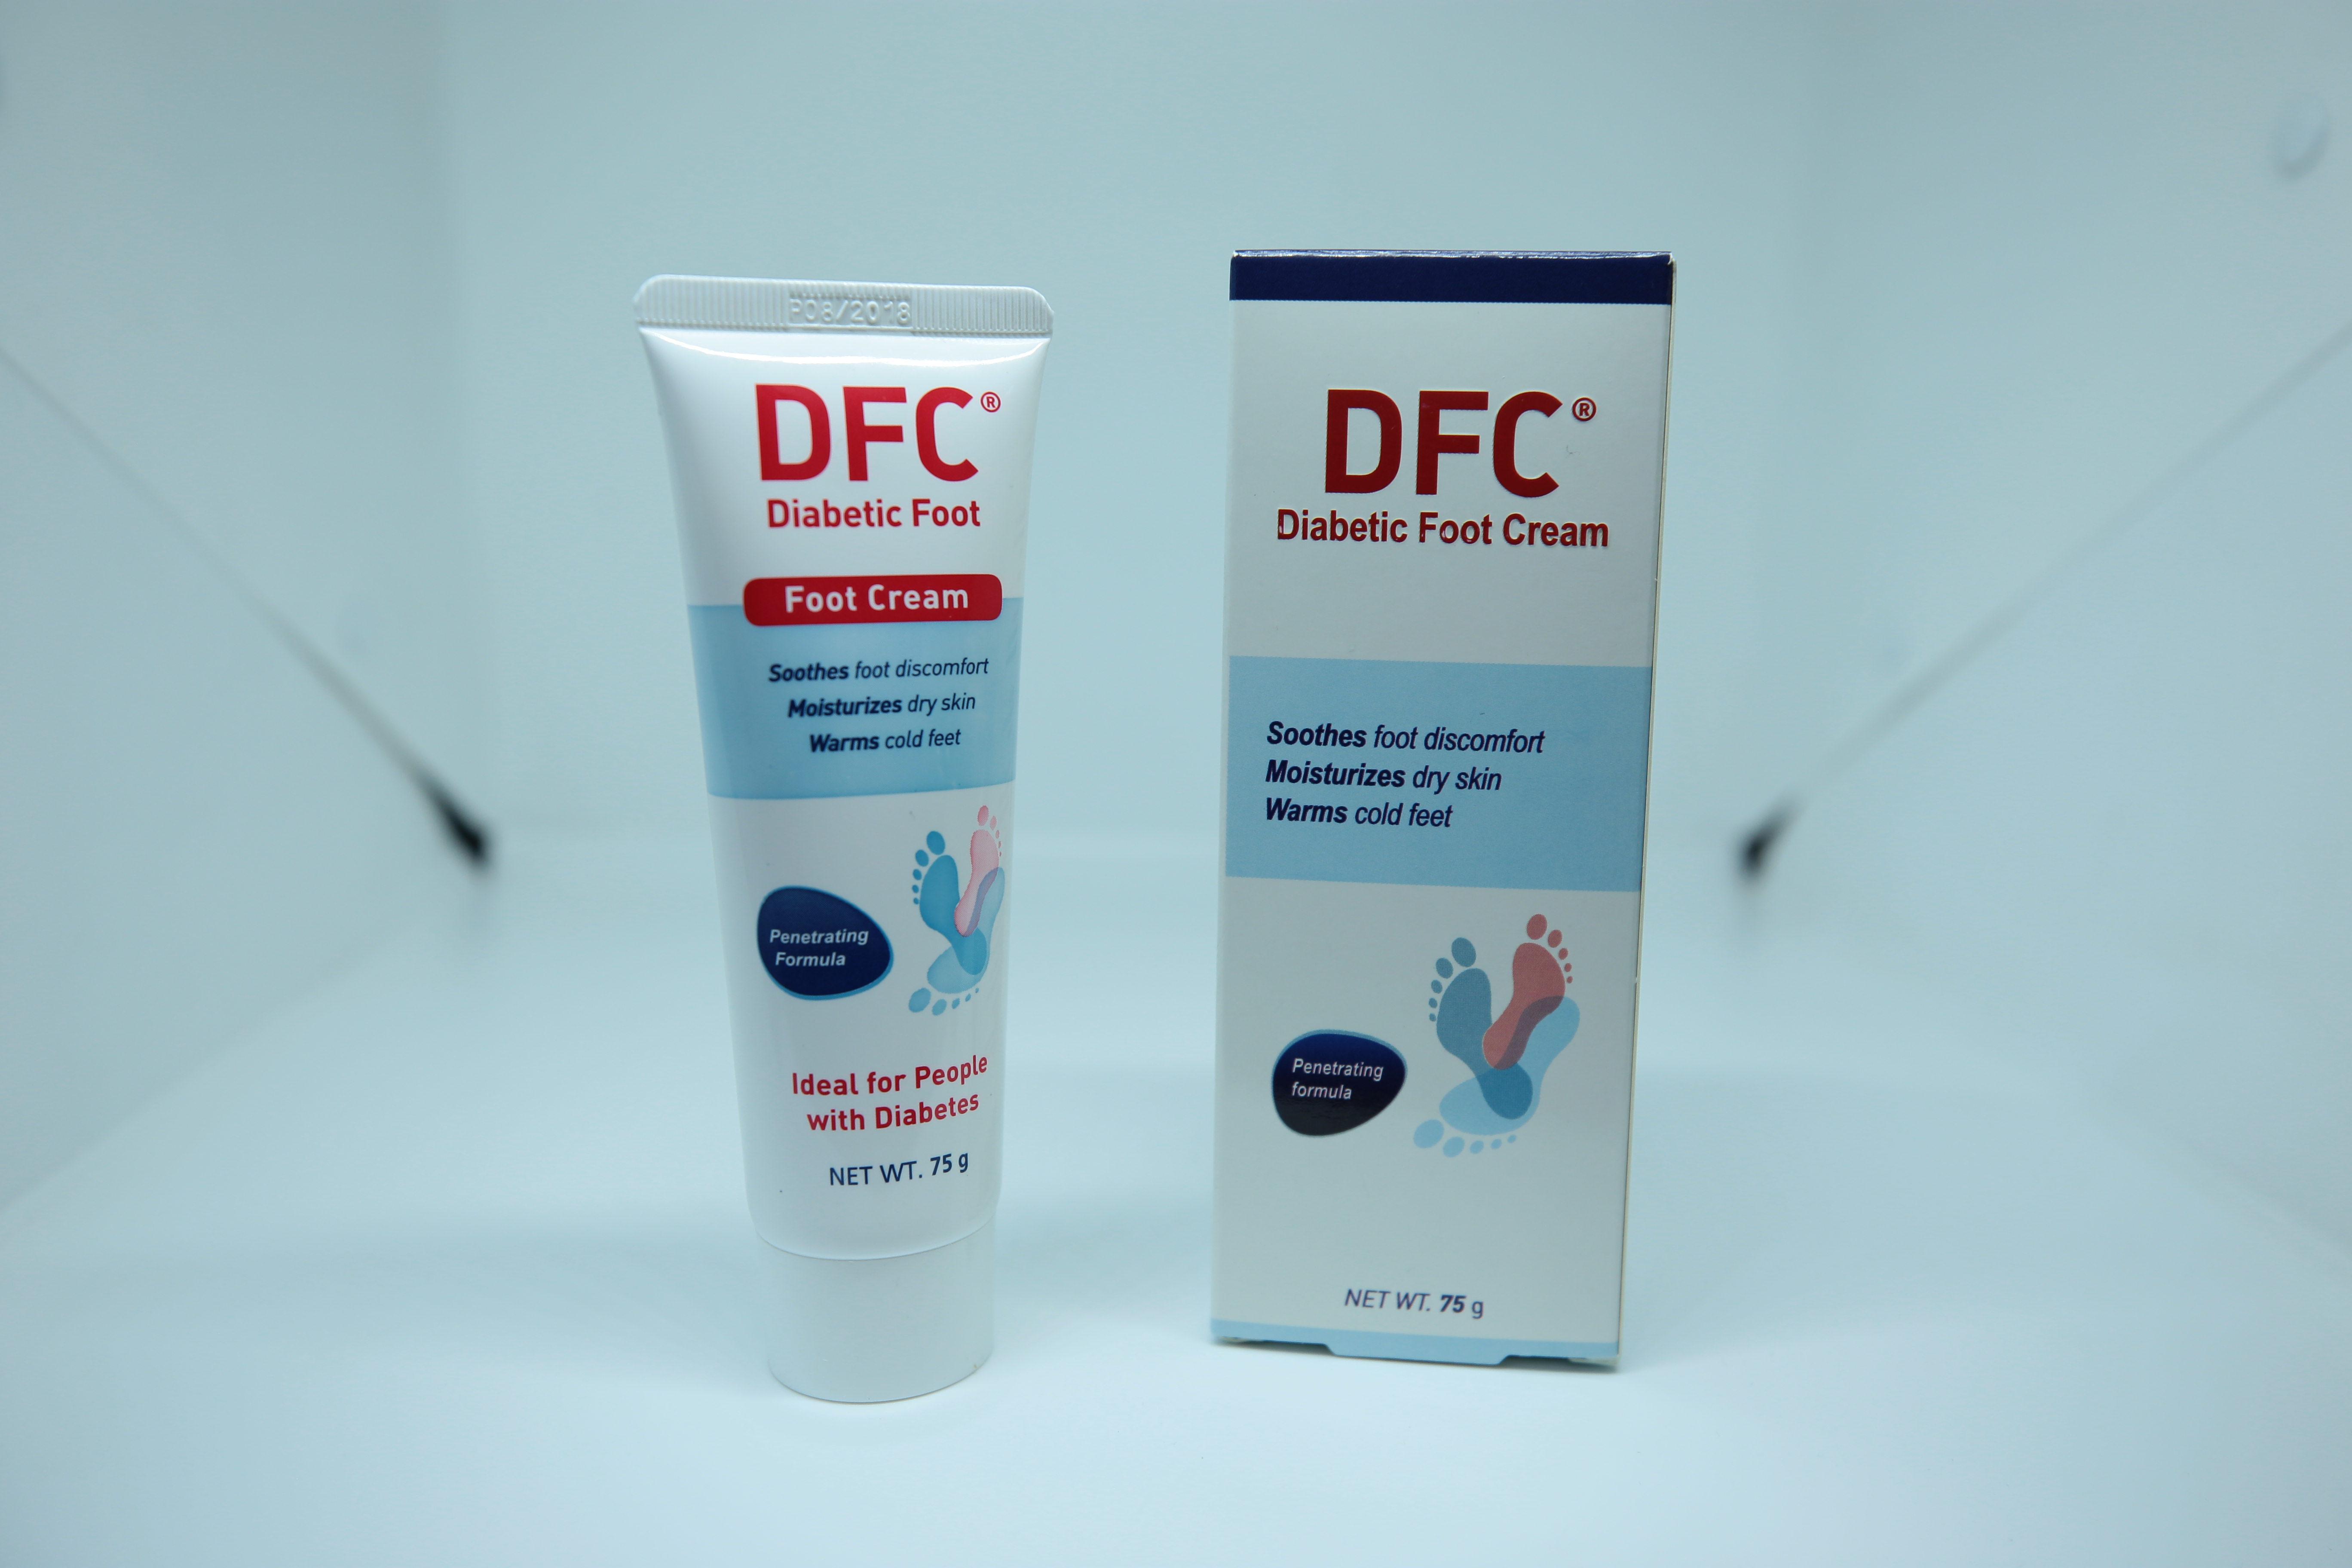 P08/2018
DFC®
Diabetic Foot
Foot Cream
Soothes foot discomfort
Moisturizes dry skin
Warms cold feet
Penetrating
Formula
Ideal for People
with Diabetes
NET WT. 75 g
DFC®
Diabetic Foot Cream
Soothes foot discomfort
Moisturizes dry skin
Warms cold feet
Penetrating
formula
NET WT. 75 g